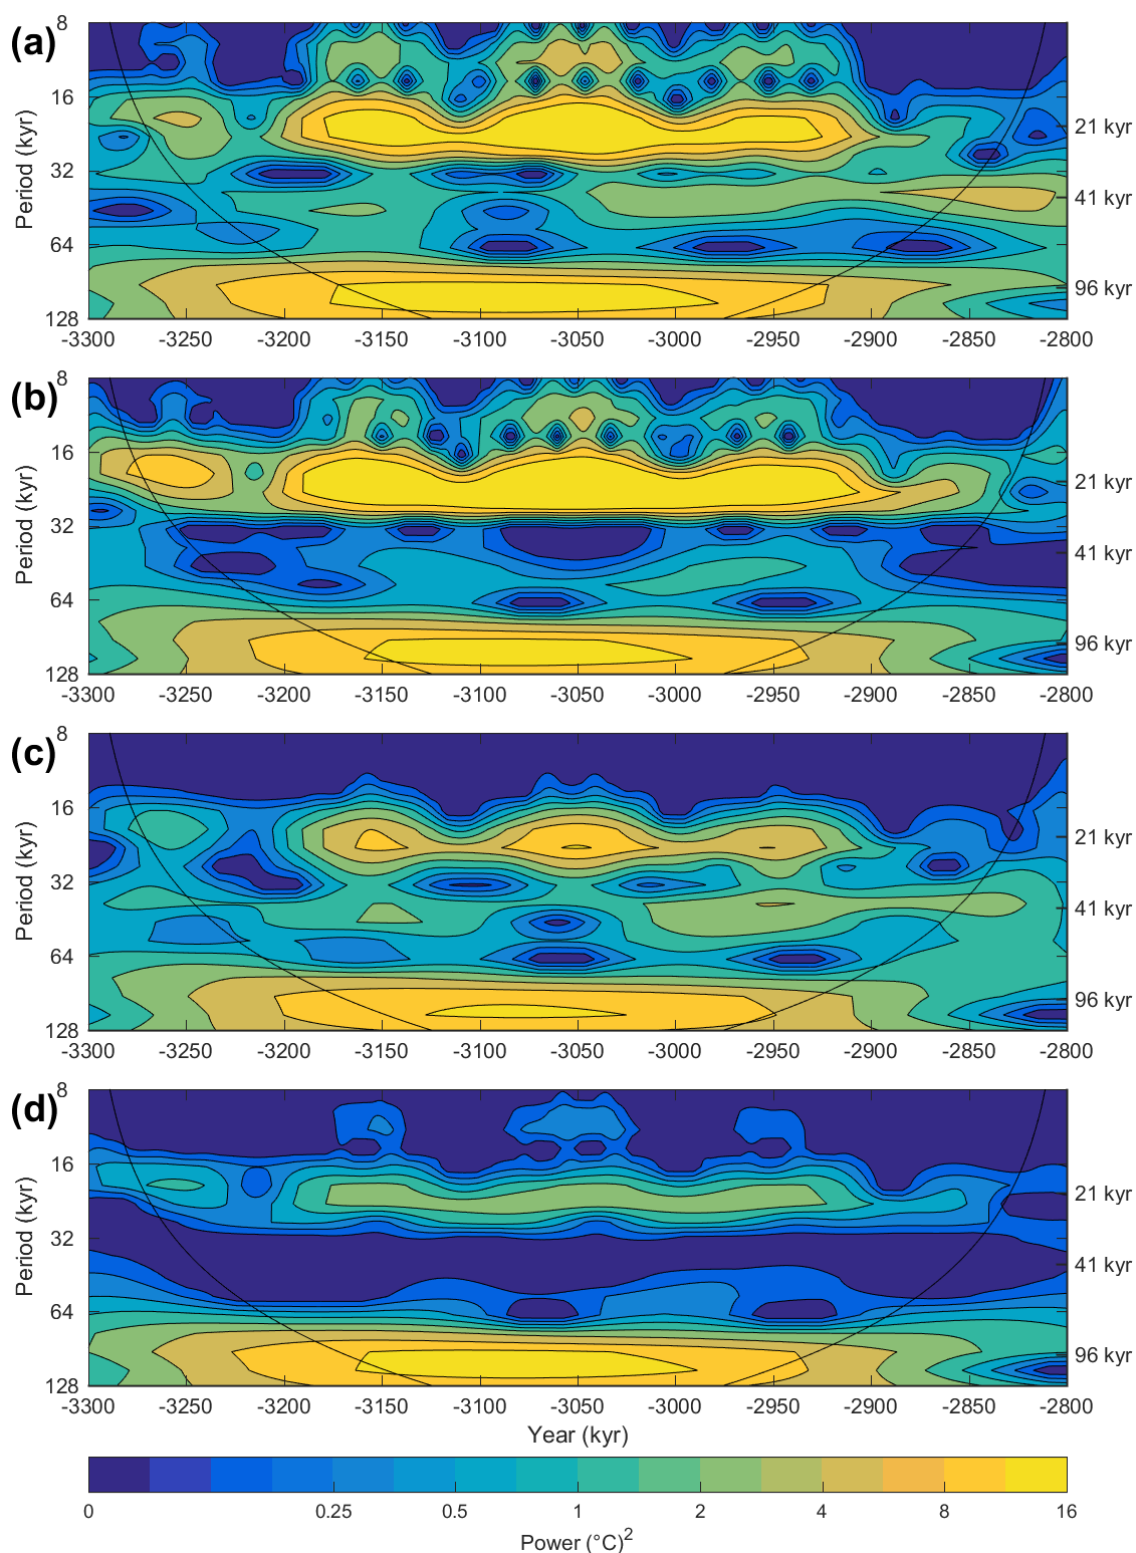 (a)
8
16
32
64
128
Period (kyr)
21 kyr
41 kyr
96 kyr
-3300 -3250 -3200 -3150 -3100 -3050 -3000 -2950 -2900 -2850 -2800
(b)
8
16
32
64
128
Period (kyr)
21 kyr
41 kyr
96 kyr
-3300 -3250 -3200 -3150 -3100 -3050 -3000 -2950 -2900 -2850 -2800
(c)
8
16
32
64
128
Period (kyr)
21 kyr
41 kyr
96 kyr
-3300 -3250 -3200 -3150 -3100 -3050 -3000 -2950 -2900 -2850 -2800
(d)
8
16
32
64
128
Period (kyr)
21 kyr
41 kyr
96 kyr
-3300 -3250 -3200 -3150 -3100 -3050 -3000 -2950 -2900 -2850 -2800
Year (kyr)
0 0.25 0.5 1 2 4 8 16
Power (°C)²